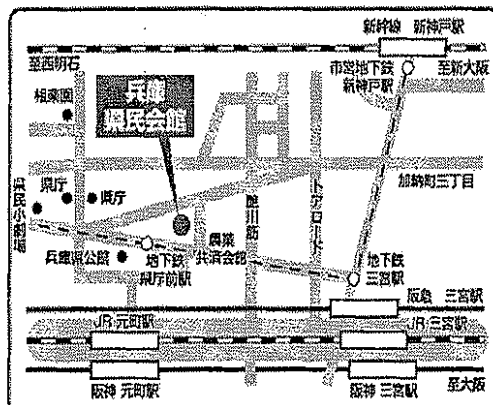 新幹線 新神戸駅
至西明石
市営地下鉄
新神戸駅
至新大阪
相楽園
兵庫
県民会館
加納町三丁目
県庁
県庁
県民小劇場
鯉川筋
トアロード
兵庫県公館
地下鉄
県庁前駅
農業
共済会館
地下鉄
三宮駅
阪急 三宮駅
JR 元町駅
JR 三宮駅
阪神 元町駅
阪神 三宮駅
至大阪